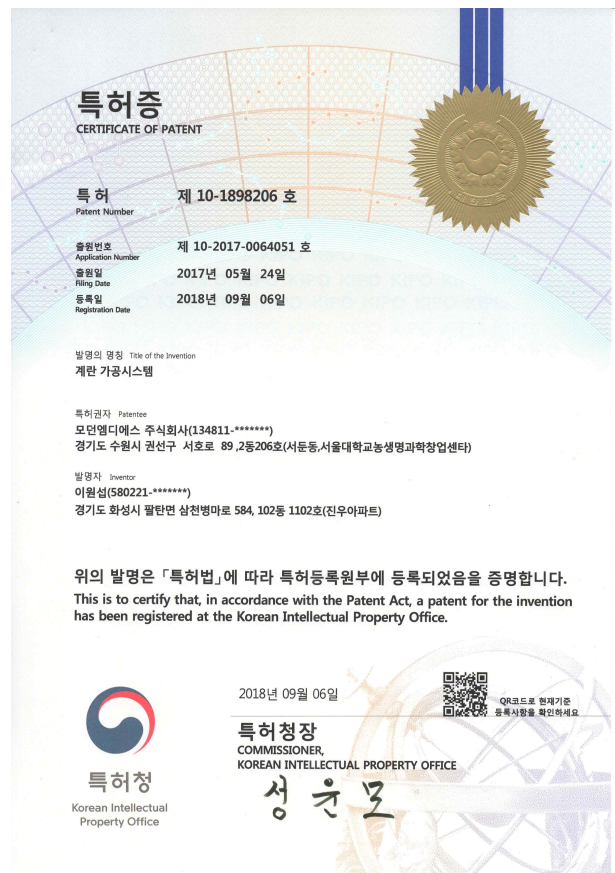 특허증
CERTIFICATE OF PATENT
특허 제 10-1898206 호
Patent Number
출원번호 제 10-2017-0064051 호
Application Number
출원일 2017년 05월 24일
Filing Date
등록일 2018년 09월 06일
Registration Date
발명의 명칭 Title of the Invention
계란 가공시스템
특허권자 Patentee
모던엠디에스 주식회사(134811-*******)
경기도 수원시 권선구 서호로 89 ,2동206호(서둔동,서울대학교농생명과학창업센타)
발명자 Inventor
이원섭(580221-*******)
경기도 화성시 팔탄면 삼천병마로 584, 102동 1102호(진우아파트)
위의 발명은 「특허법」에 따라 특허등록원부에 등록되었음을 증명합니다.
This is to certify that, in accordance with the Patent Act, a patent for the invention
has been registered at the Korean Intellectual Property Office.
2018년 09월 06일
QR코드로 현재기준
등록사항을 확인하세요
특허청장
COMMISSIONER,
KOREAN INTELLECTUAL PROPERTY OFFICE
성윤모
특허청
Korean Intellectual
Property Office